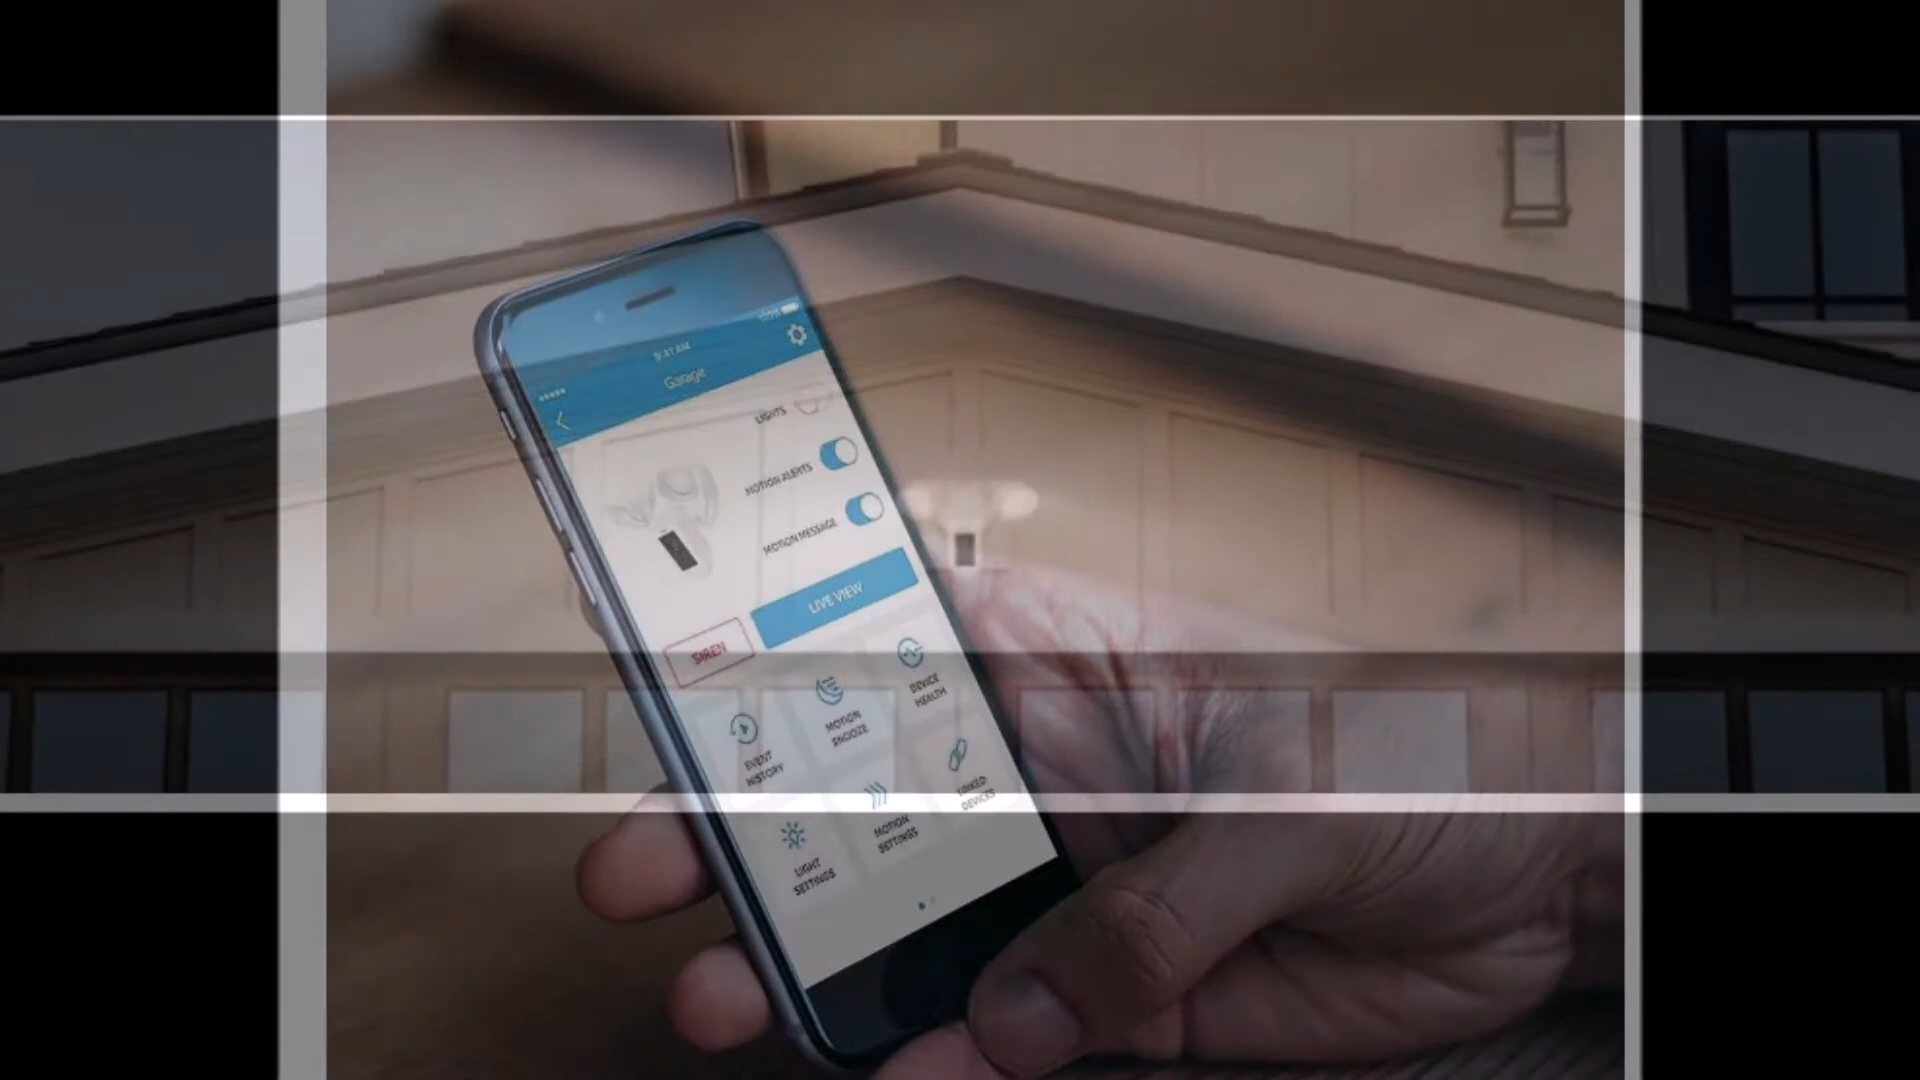 9:41 AM
Garage
LIGHTS
MOTION ALERTS
MOTION MESSAGE
SIREN
LIVE VIEW
EVENT
HISTORY
MOTION
SNOOZE
DEVICE
HEALTH
LIGHT
SETTINGS
MOTION
SETTINGS
LINKED
DEVICES